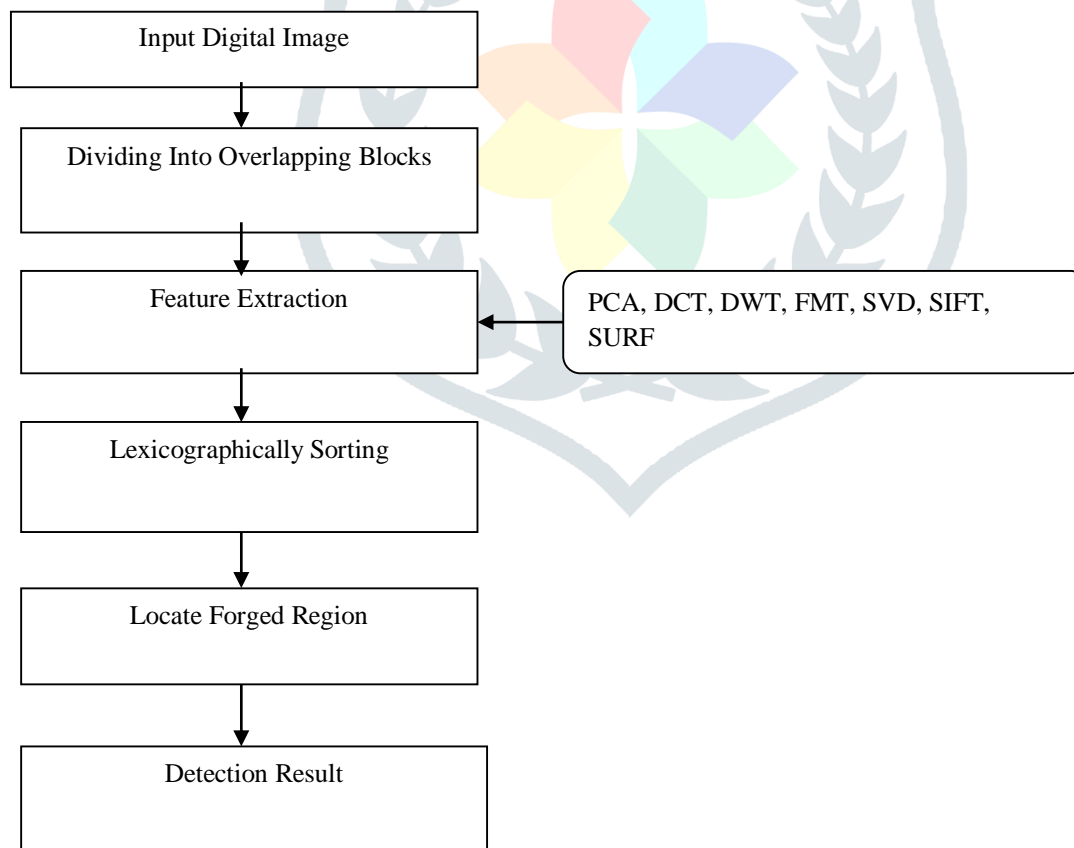 Input Digital Image
Dividing Into Overlapping Blocks
Feature Extraction
PCA, DCT, DWT, FMT, SVD, SIFT,
SURF
Lexicographically Sorting
Locate Forged Region
Detection Result